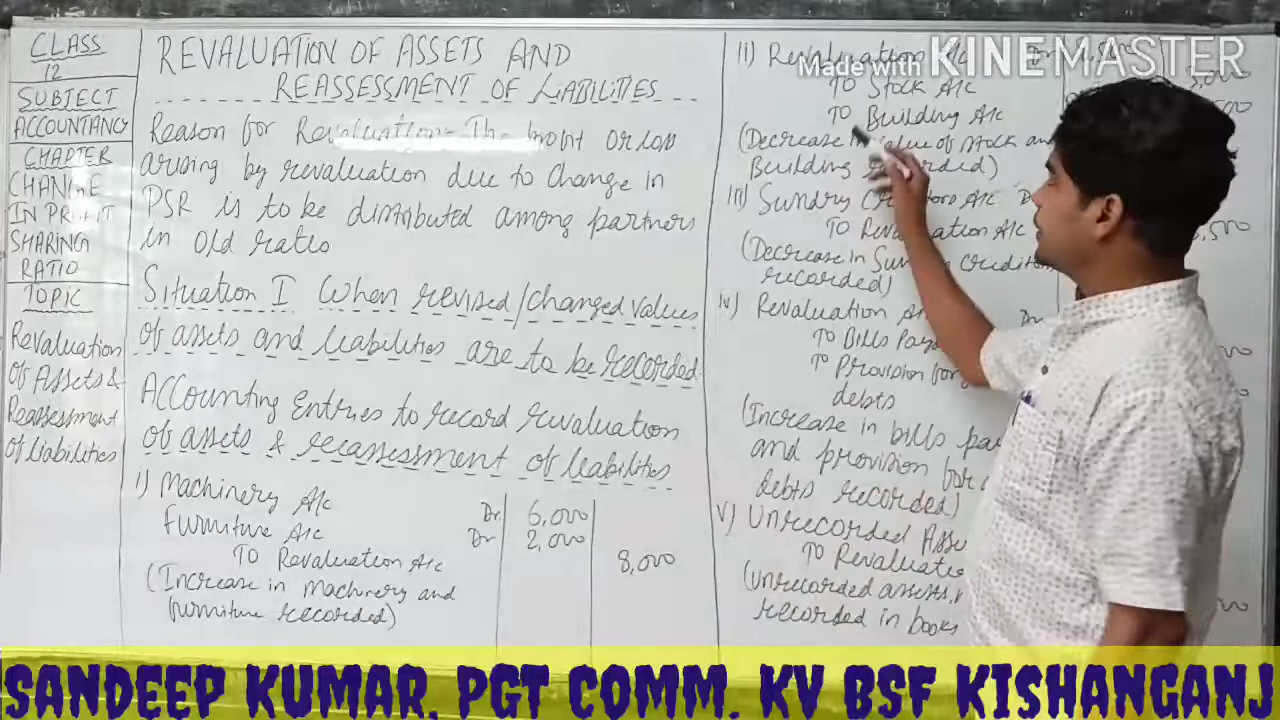 CLASS
12
SUBJECT
ACCOUNTANCY
CHAPTER
CHANGE
IN PROFIT
SHARING
RATIO
TOPIC
Revaluation
of Assets &
Reassessment
of liabilities
REVALUATION OF ASSETS AND
REASSESSMENT OF LIABILITIES
Reason for Revaluation- The profit or loss
arising by revaluation due to change in
PSR is to be distributed among partners
in old ratio
Situation I When revised/changed values
of assets and liabilities are to be recorded
Accounting Entries to record revaluation
of assets & reassessment of liabilities
i) Machinery A/c Dr. 6,000
Furniture A/c Dr 2,000
To Revaluation A/c 8,000
(Increase in machinery and
furniture recorded)
ii) Revaluation A/c
To Stock A/c
To Building A/c
(Decrease in value of stock
Building recorded)
iii) Sundry Creditors A/c
To Revaluation A/c
(Decrease in Sundry
recorded)
iv) Revaluation Dr.
To Bills
To Provision for
debts
(Increase in bills
and provision for
debts recorded)
v) Unrecorded
To
(Unrecorded assets
recorded in books
Made with KINEMASTER
SANDEEP KUMAR, PGT COMM. KV BSF KISHANGANJ